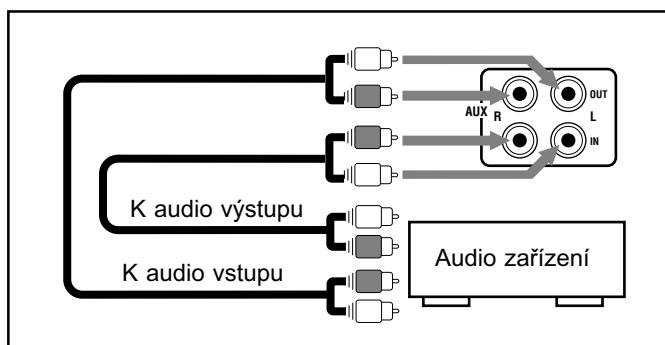 OUT
AUX R L
IN
K audio výstupu
K audio vstupu
Audio zařízení